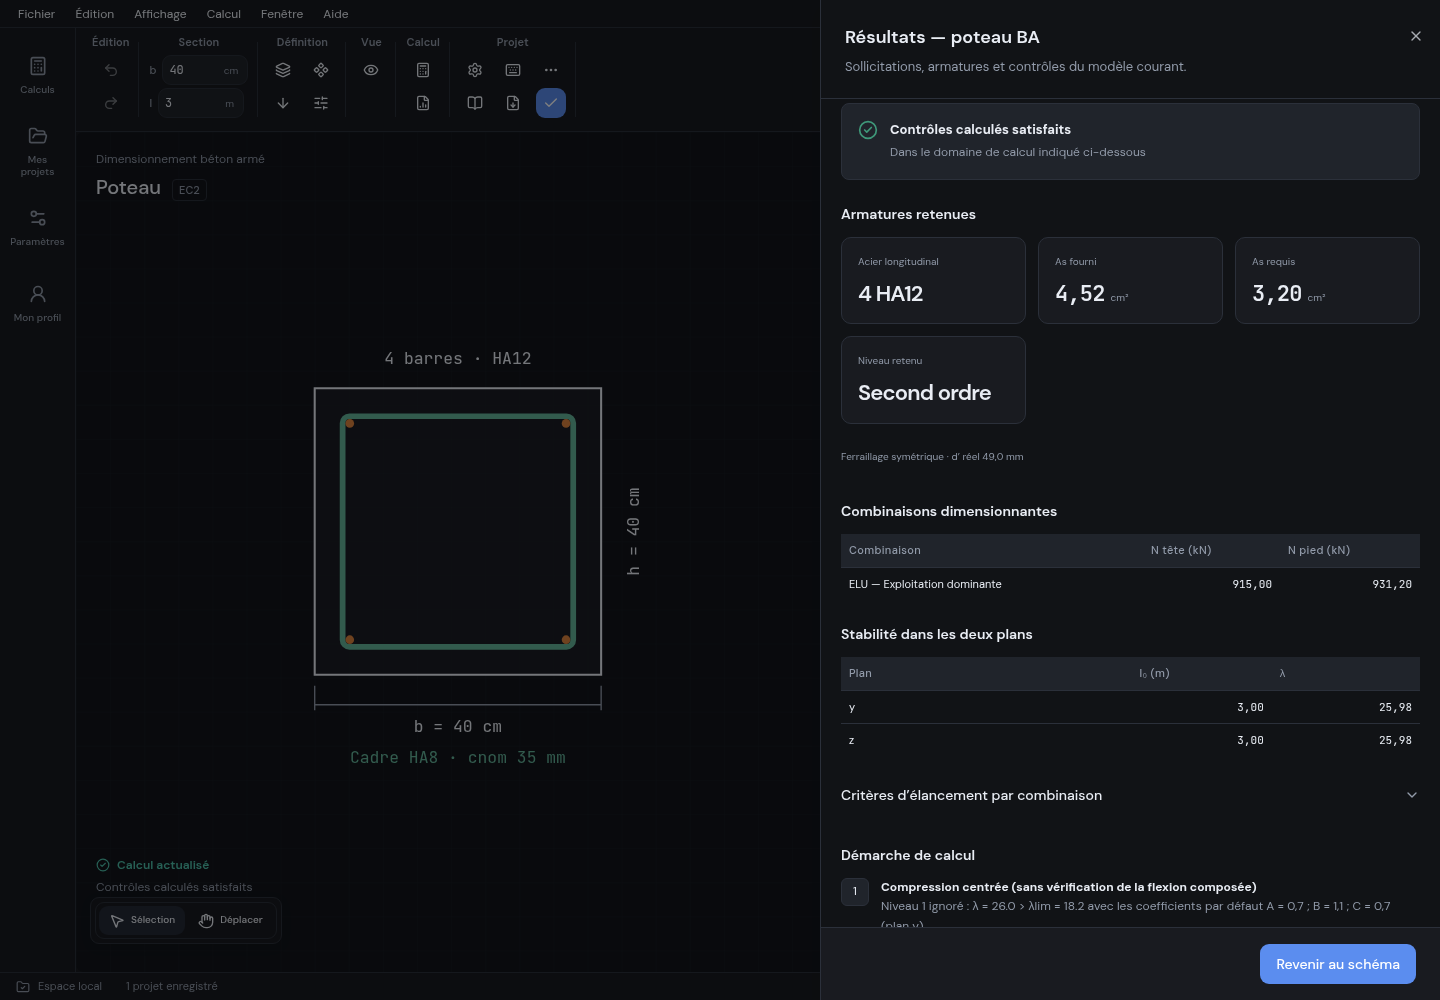 Fichier Édition Affichage Calcul Fenêtre Aide
Édition Section Définition Vue Calcul Projet
b 40 cm
l 3 m
Calculs
Mes projets
Paramètres
Mon profil
Dimensionnement béton armé
Poteau EC2
4 barres · HA12
h = 40 cm
b = 40 cm
Cadre HA8 · cnom 35 mm
Calcul actualisé
Contrôles calculés satisfaits
Sélection Déplacer
Espace local 1 projet enregistré
Résultats — poteau BA
Sollicitations, armatures et contrôles du modèle courant.
Contrôles calculés satisfaits
Dans le domaine de calcul indiqué ci-dessous
Armatures retenues
Acier longitudinal As fourni As requis
4 HA12 4,52 cm² 3,20 cm²
Niveau retenu
Second ordre
Ferraillage symétrique · d’ réel 49,0 mm
Combinaisons dimensionnantes
Combinaison N tête (kN) N pied (kN)
ELU — Exploitation dominante 915,00 931,20
Stabilité dans les deux plans
Plan l₀ (m) λ
y 3,00 25,98
z 3,00 25,98
Critères d’élancement par combinaison
Démarche de calcul
1 Compression centrée (sans vérification de la flexion composée)
Niveau 1 ignoré : λ = 26.0 > λlim = 18.2 avec les coefficients par défaut A = 0,7 ; B = 1,1 ; C = 0,7
(plan y)
Revenir au schéma